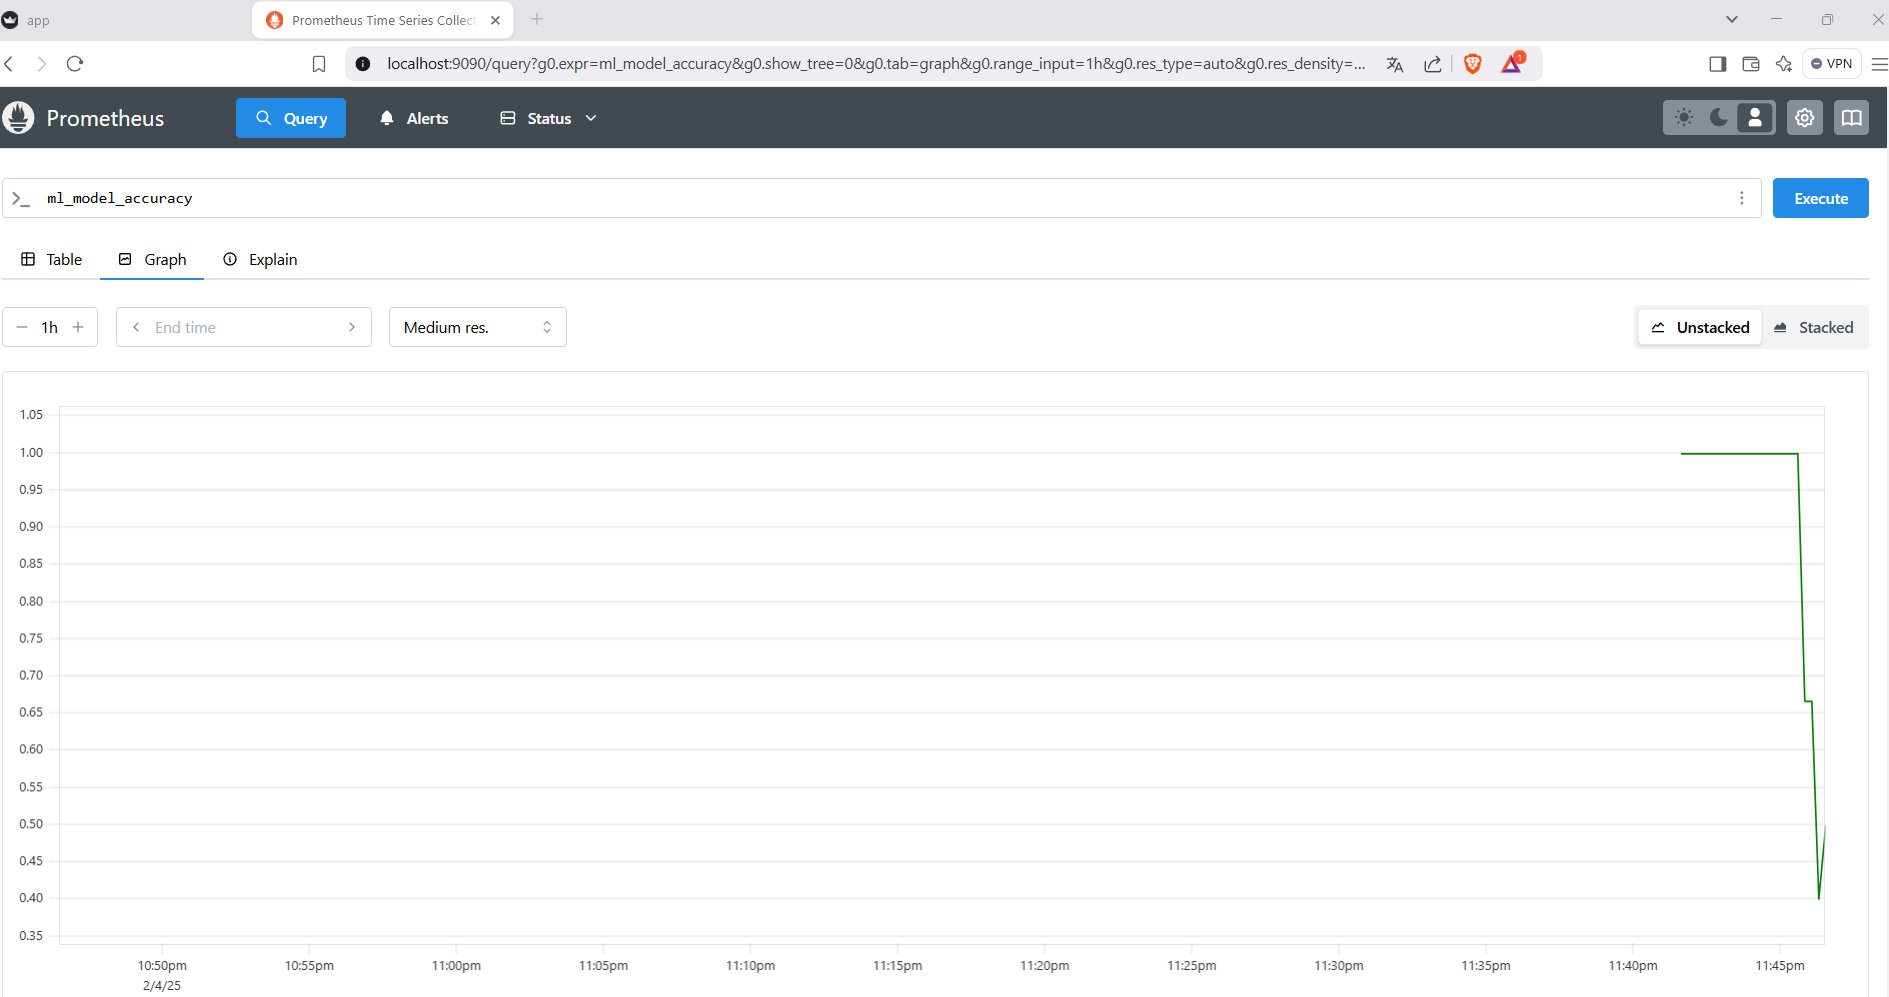 app
Prometheus Time Series Collec
localhost:9090/query?g0.expr=ml_model_accuracy&g0.show_tree=0&g0.tab=graph&g0.range_input=1h&g0.res_type=auto&g0.res_density=...
1
VPN
Prometheus
Query
Alerts
Status
ml_model_accuracy
Execute
Table
Graph
Explain
1h
End time
Medium res.
Unstacked
Stacked
1.05
1.00
0.95
0.90
0.85
0.80
0.75
0.70
0.65
0.60
0.55
0.50
0.45
0.40
0.35
10:50pm 11:00pm 10:55pm 11:05pm 11:10pm 11:15pm 11:20pm 11:25pm 11:30pm 11:35pm 11:40pm 11:45pm
2/4/25